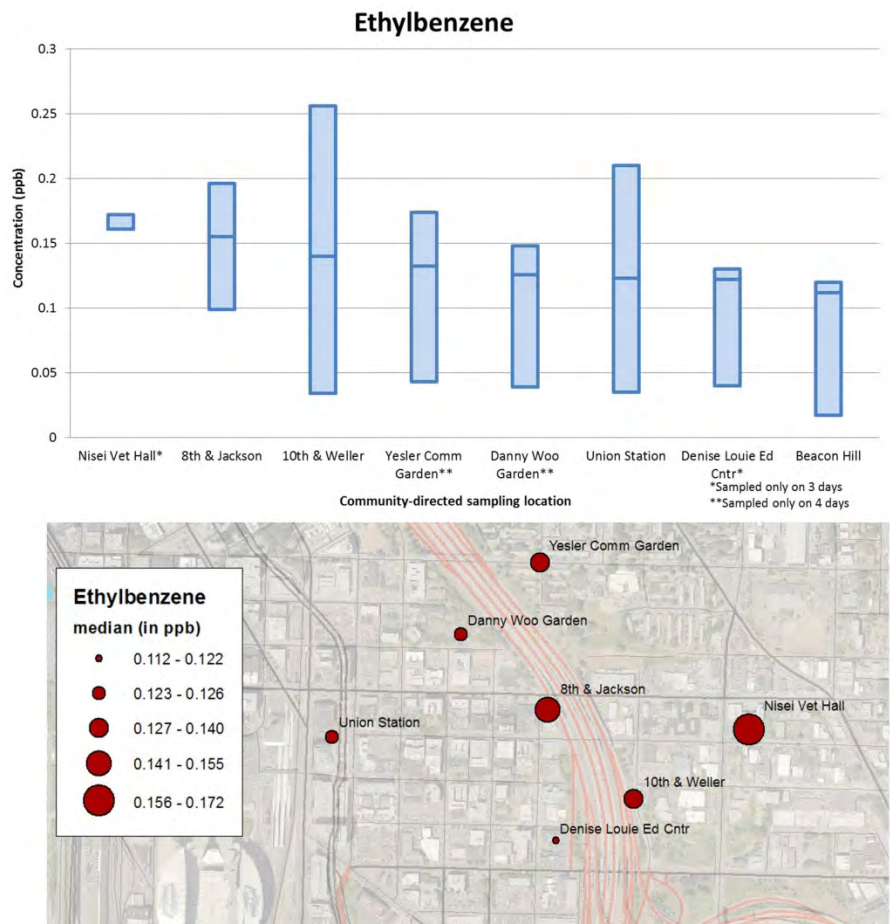 Ethylbenzene
0.3
0.25
0.2
0.15
0.1
0.05
0
Concentration (ppb)
Nisei Vet Hall*
8th & Jackson
10th & Weller
Yesler Comm
Garden**
Danny Woo
Garden**
Union Station
Denise Louie Ed
Cntr*
Beacon Hill
*Sampled only on 3 days
**Sampled only on 4 days
Community-directed sampling location
Ethylbenzene
median (in ppb)
0.112 - 0.122
0.123 - 0.126
0.127 - 0.140
0.141 - 0.155
0.156 - 0.172
Yesler Comm Garden
Danny Woo Garden
8th & Jackson
Nisei Vet Hall
Union Station
10th & Weller
Denise Louie Ed Cntr